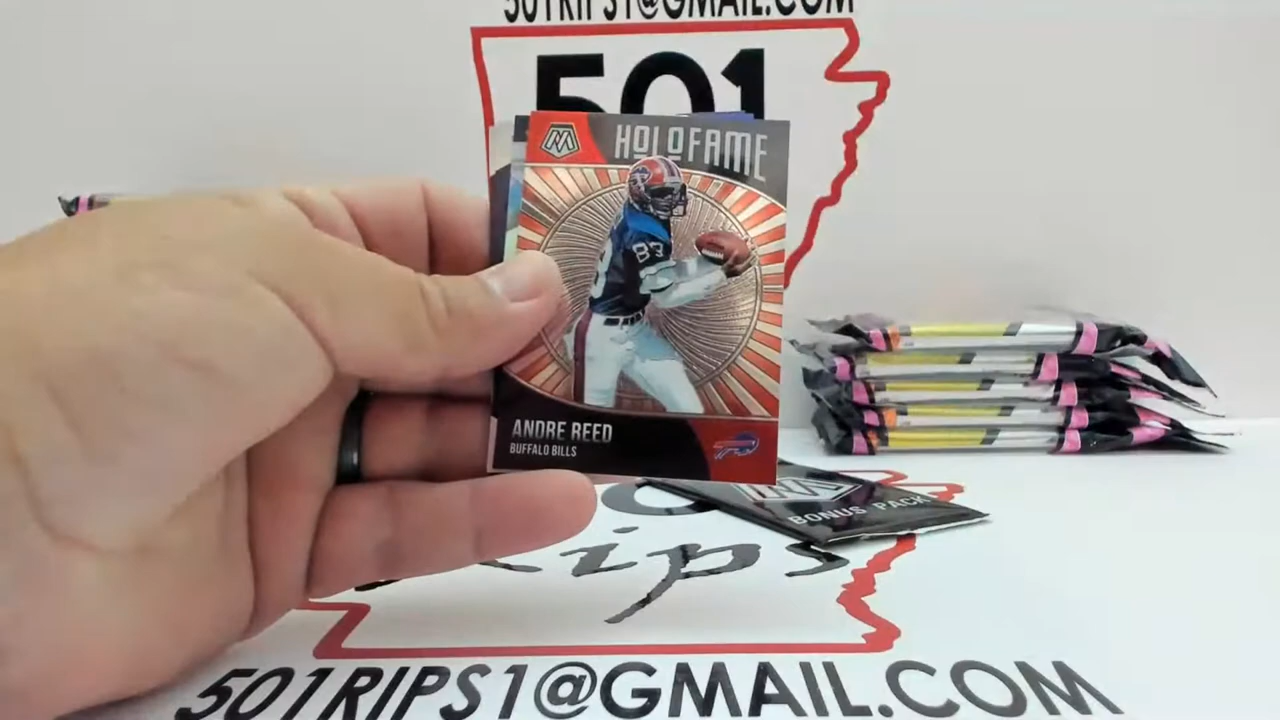 501RIPS1@GMAIL.COM
501
M
HOLOFAME
83
ANDRE REED
BUFFALO BILLS
M
BONUS PACK
Rips
501RIPS1@GMAIL.COM